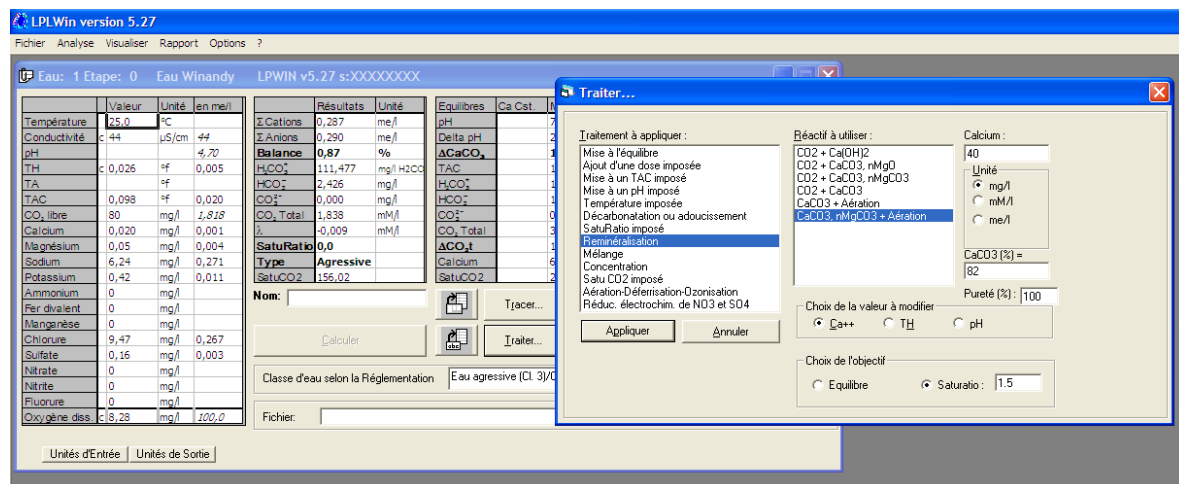 LPLWin version 5.27
Fichier Analyse Visualiser Rapport Options ?
Eau: 1 Etape: 0 Eau Winandy LPWIN v5.27 s:XXXXXXXX
Valeur Unité en me/l
Température 25,0 °C
Conductivité c 44 µS/cm 44
pH 4,70
TH c 0,026 °f 0,005
TA °f
TAC 0,098 °f 0,020
CO₂ libre 80 mg/l 1,818
Calcium 0,020 mg/l 0,001
Magnésium 0,05 mg/l 0,004
Sodium 6,24 mg/l 0,271
Potassium 0,42 mg/l 0,011
Ammonium 0 mg/l
Fer divalent 0 mg/l
Manganèse 0 mg/l
Chlorure 9,47 mg/l 0,267
Sulfate 0,16 mg/l 0,003
Nitrate 0 mg/l
Nitrite 0 mg/l
Fluorure 0 mg/l
Oxygène diss. c 8,28 mg/l 100,0
Unités d'Entrée Unités de Sortie
Résultats Unité
Σ Cations 0,287 me/l
Σ Anions 0,290 me/l
Balance 0,87 %
H₂CO₃* 111,477 mg/l H2CO
HCO₃⁻ 2,426 mg/l
CO₃²⁻ 0,000 mg/l
CO₂ Total 1,838 mM/l
λ -0,009 mM/l
SatuRatio 0,0
Type Agressive
SatuCO2 156,02
Nom:
Calculer
Equilibres Ca Cst.
pH 7
Delta pH 2
ΔCaCO₃ 1
TAC 1
H₂CO₃* 1
HCO₃⁻ 1
CO₃²⁻ 0
CO₂ Total 3
ΔCO₂t 1
Calcium 6
SatuCO2 2
Tracer...
Traiter...
Classe d'eau selon la Réglementation Eau agressive (Cl. 3)/
Fichier:
Traiter...
Traitement à appliquer :
Mise à l'équilibre
Ajout d'une dose imposée
Mise à un TAC imposé
Mise à un pH imposé
Température imposée
Décarbonatation ou adoucissement
SatuRatio imposé
Reminéralisation
Mélange
Concentration
Satu CO2 imposé
Aération-Déferrisation-Ozonisation
Réduc. électrochim. de NO3 et SO4
Appliquer Annuler
Réactif à utiliser :
CO2 + Ca(OH)2
CO2 + CaCO3, nMgO
CO2 + CaCO3, nMgCO3
CO2 + CaCO3
CaCO3 + Aération
CaCO3, nMgCO3 + Aération
Calcium :
40
Unité
mg/l
mM/l
me/l
CaCO3 (%) =
82
Pureté (%) : 100
Choix de la valeur à modifier
Ca++ TH pH
Choix de l'objectif
Equilibre Saturatio : 1.5